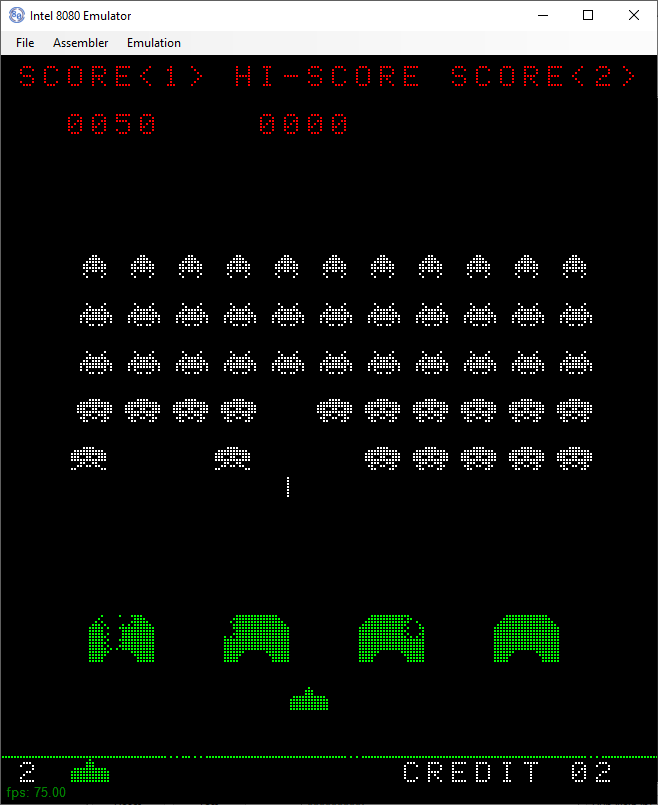 Intel 8080 Emulator
File Assembler Emulation
SCORE<1> HI-SCORE SCORE<2>
0050 0000
2 CREDIT 02
fps: 75.00